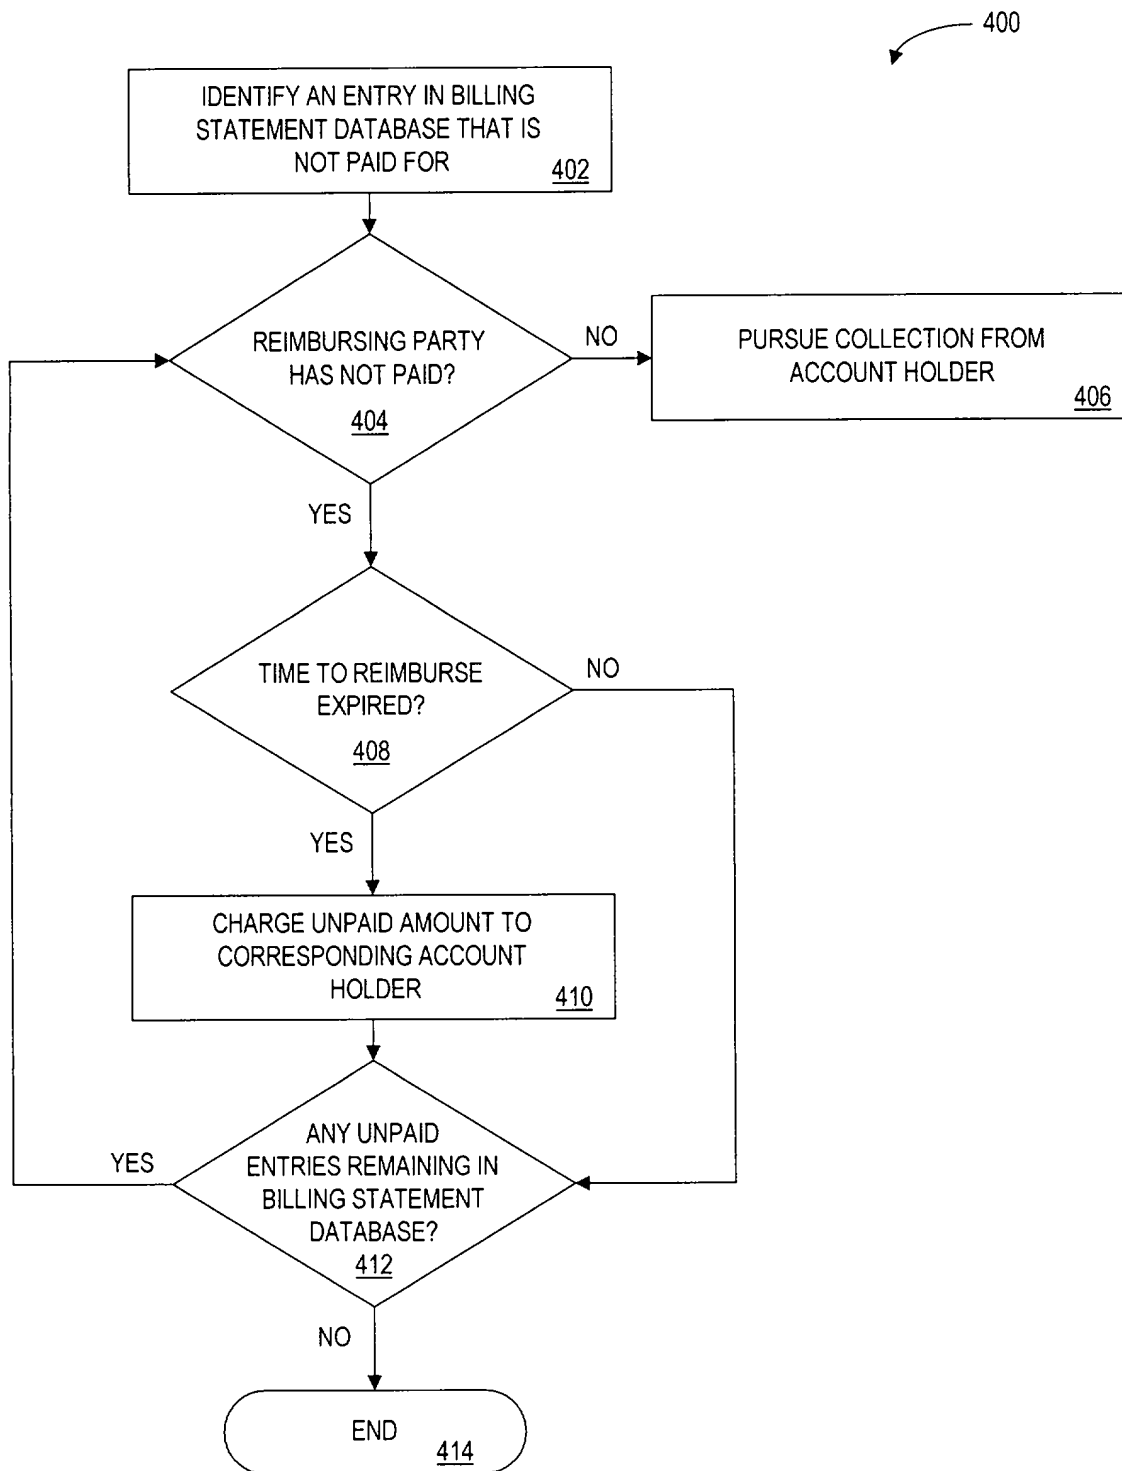 400
IDENTIFY AN ENTRY IN BILLING
STATEMENT DATABASE THAT IS
NOT PAID FOR
402
REIMBURSING PARTY
HAS NOT PAID?
404
NO
PURSUE COLLECTION FROM
ACCOUNT HOLDER
406
YES
TIME TO REIMBURSE
EXPIRED?
408
NO
YES
CHARGE UNPAID AMOUNT TO
CORRESPONDING ACCOUNT
HOLDER
410
ANY UNPAID
ENTRIES REMAINING IN
BILLING STATEMENT
DATABASE?
412
YES
NO
END
414